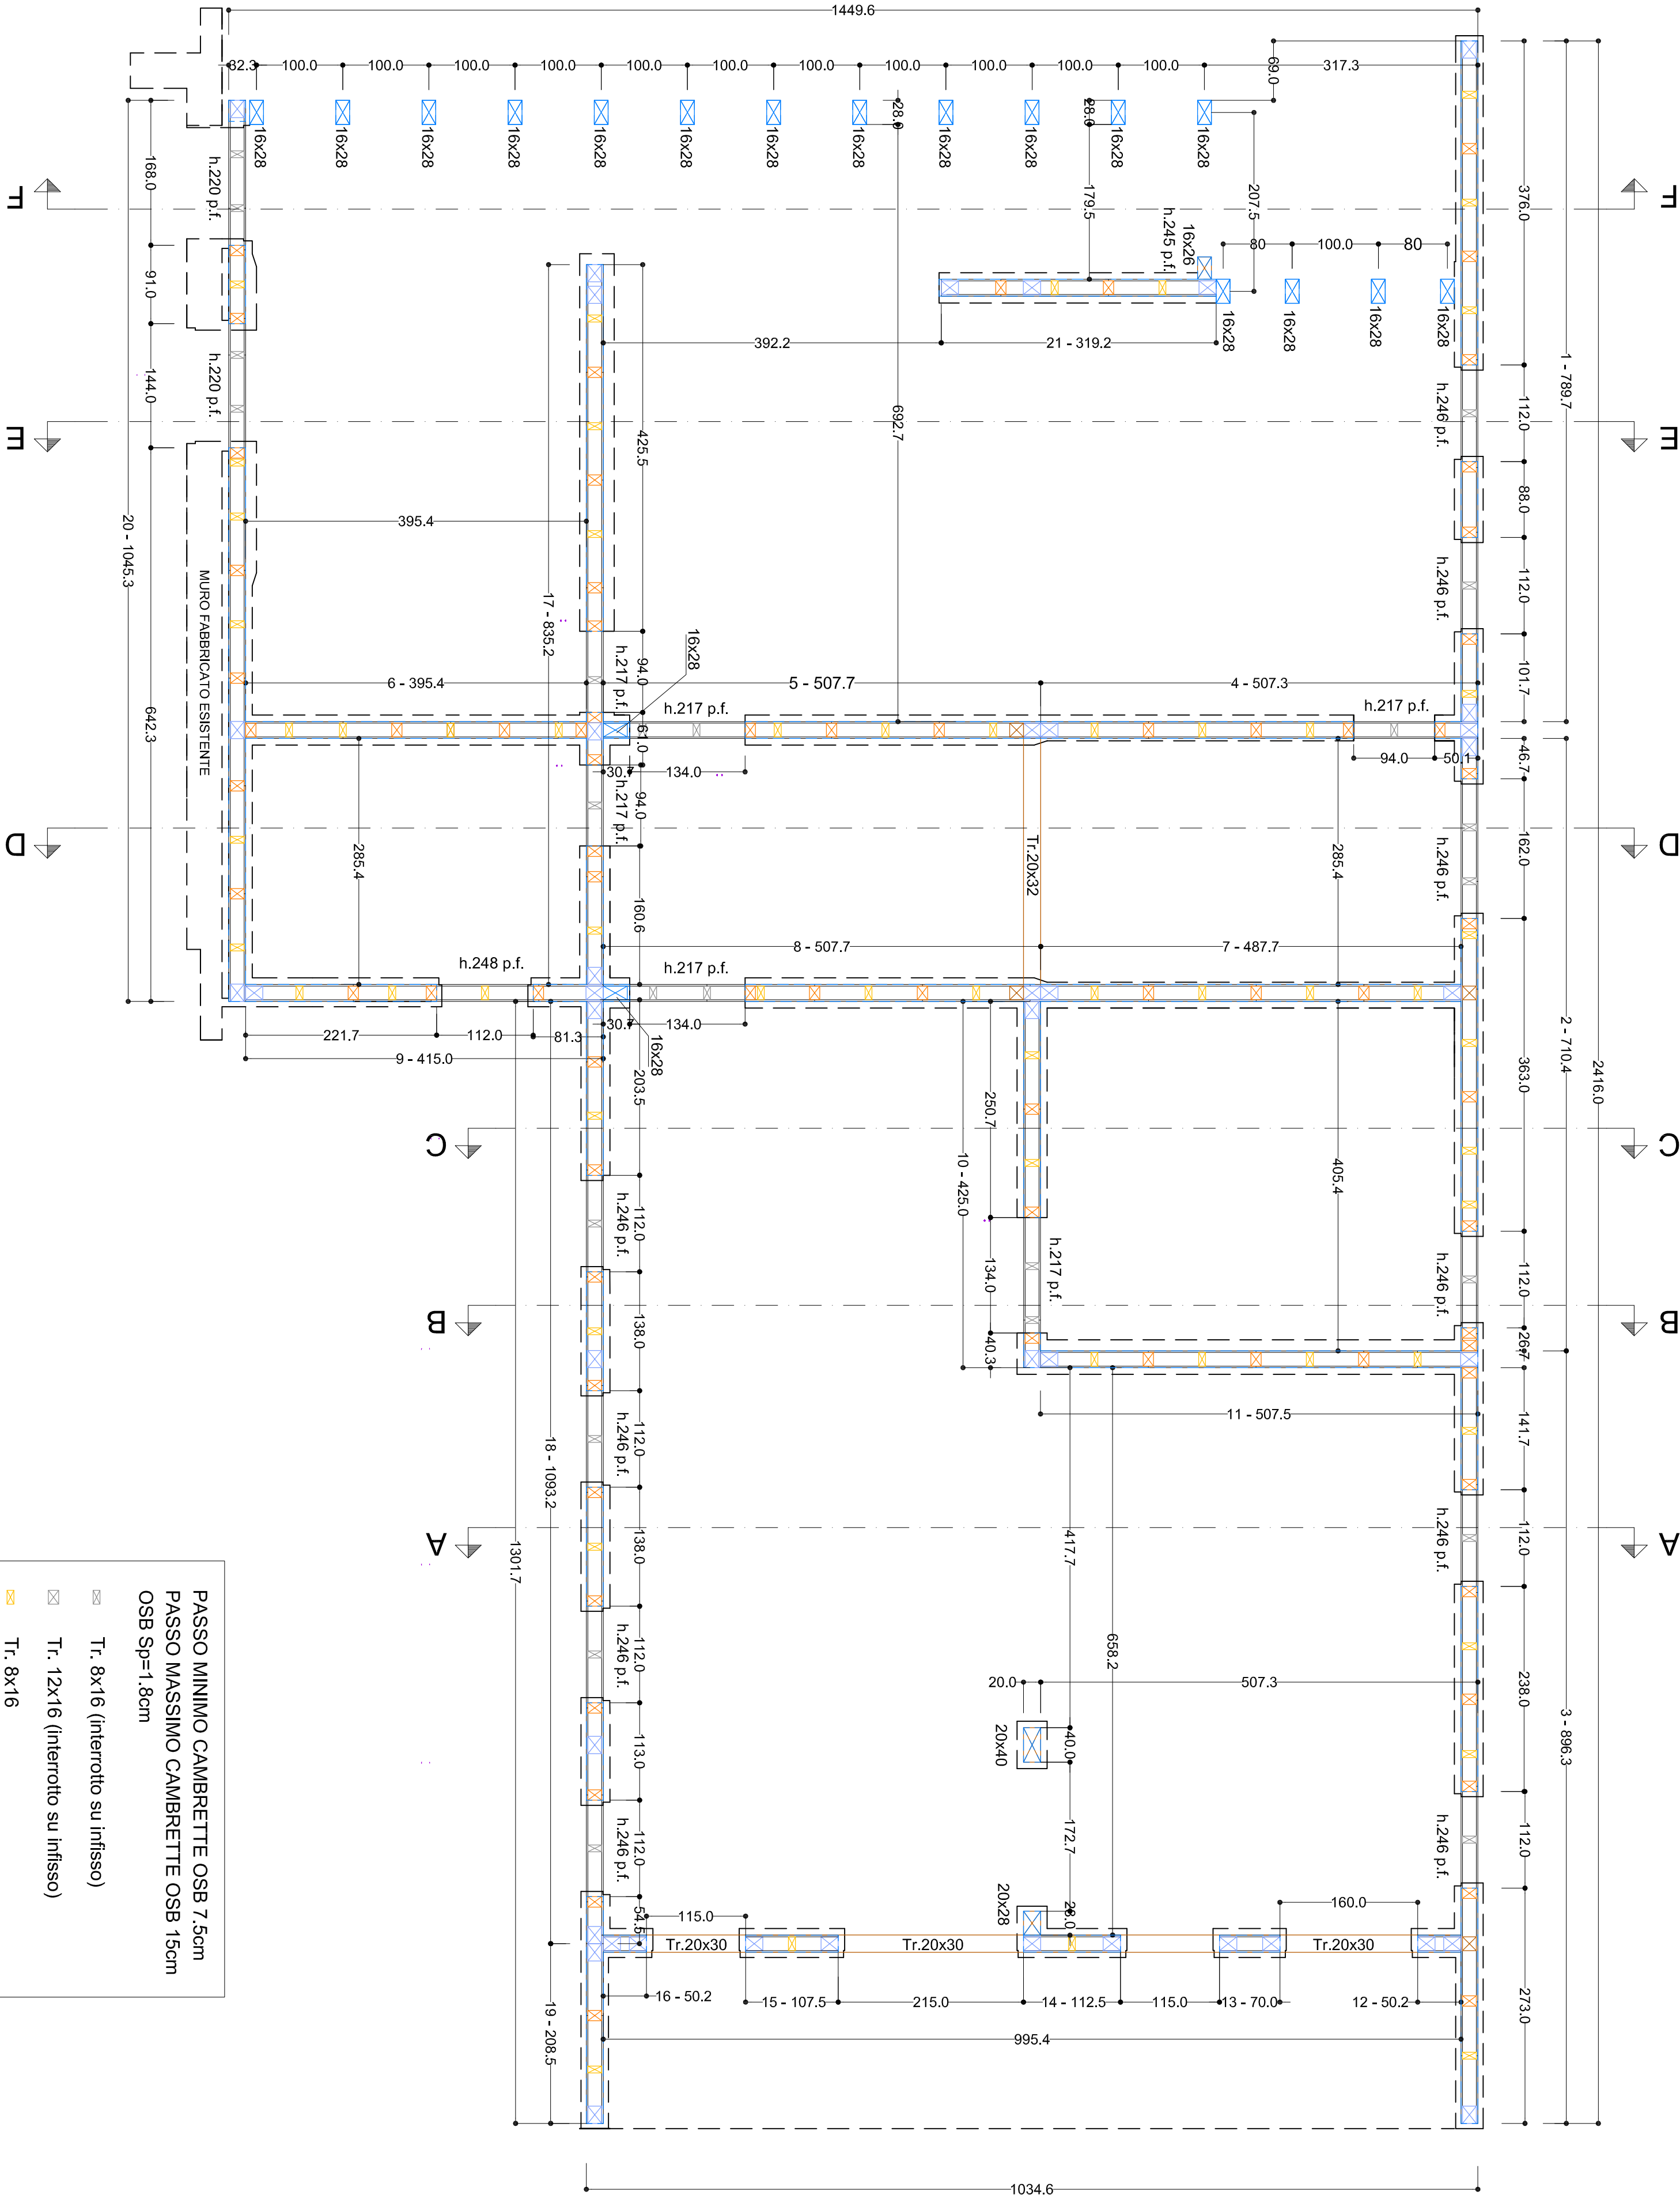 1449.6
32.3
100.0
100.0
100.0
100.0
100.0
100.0
100.0
100.0
100.0
100.0
100.0
317.3
69.0
28.0
28.0
16x28
16x28
16x28
16x28
16x28
16x28
16x28
16x28
16x28
16x28
16x28
16x28
168.0
h.220 p.f.
F
F
376.0
179.5
207.5
16x26
h.245 p.f.
80
100.0
80
16x28
16x28
16x28
16x28
91.0
144.0
h.220 p.f.
392.2
21 - 319.2
1 - 789.7
112.0
h.246 p.f.
E
E
425.5
692.7
88.0
395.4
20 - 1045.3
MURO FABBRICATO ESISTENTE
17 - 835.2
112.0
h.246 p.f.
16x28
94.0
h.217 p.f.
101.7
6 - 395.4
5 - 507.7
4 - 507.3
h.217 p.f.
h.217 p.f.
642.3
61.0
46.7
30.7
134.0
94.0
50.1
94.0
h.217 p.f.
D
D
285.4
Tr.20x32
285.4
162.0
h.246 p.f.
160.6
8 - 507.7
7 - 487.7
h.248 p.f.
h.217 p.f.
221.7
112.0
81.3
30.7
134.0
9 - 415.0
16x28
203.5
2 - 710.4
2416.0
363.0
250.7
C
C
10 - 425.0
405.4
112.0
h.246 p.f.
134.0
h.217 p.f.
112.0
h.246 p.f.
B
B
138.0
40.3
26.7
11 - 507.5
141.7
112.0
h.246 p.f.
18 - 1093.2
1301.7
A
A
138.0
417.7
112.0
h.246 p.f.
658.2
112.0
h.246 p.f.
20.0
507.3
238.0
3 - 896.3
20x40
40.0
113.0
172.7
112.0
h.246 p.f.
112.0
h.246 p.f.
20x28
28.0
160.0
54.5
115.0
Tr.20x30
Tr.20x30
Tr.20x30
16 - 50.2
15 - 107.5
215.0
14 - 112.5
115.0
13 - 70.0
12 - 50.2
273.0
19 - 208.5
995.4
1034.6
PASSO MINIMO CAMBRETTE OSB 7.5cm
PASSO MASSIMO CAMBRETTE OSB 15cm
OSB Sp=1.8cm
Tr. 8x16 (interrotto su infisso)
Tr. 12x16 (interrotto su infisso)
Tr. 8x16